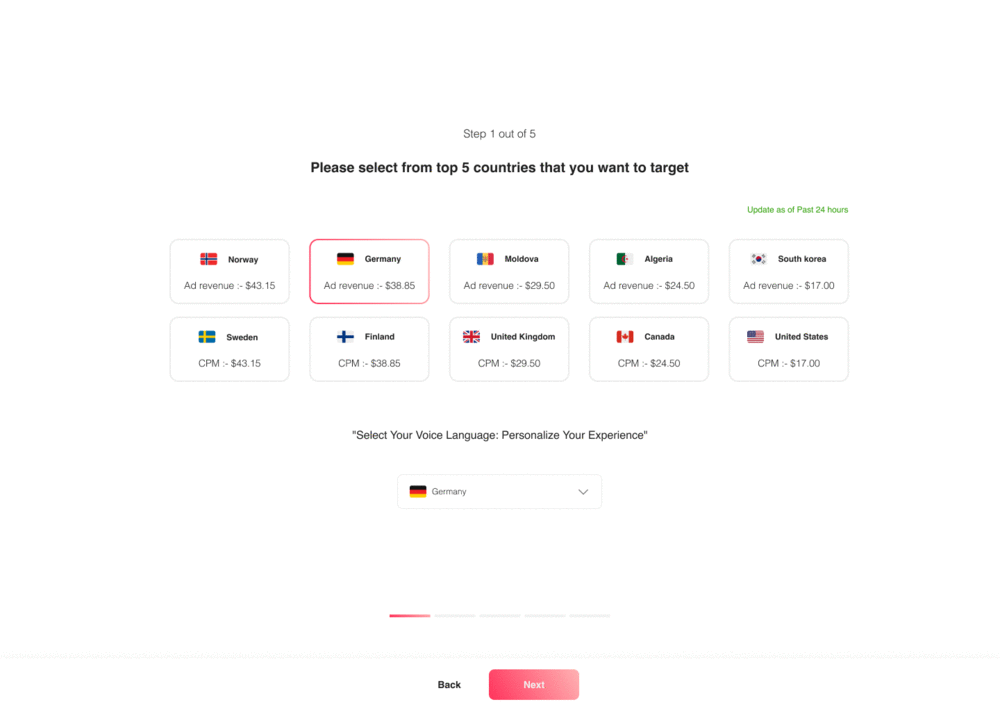 Step 1 out of 5
Please select from top 5 countries that you want to target
Update as of Past 24 hours
Norway
Ad revenue :- $43.15
Germany
Ad revenue :- $38.85
Moldova
Ad revenue :- $29.50
Algeria
Ad revenue :- $24.50
South korea
Ad revenue :- $17.00
Sweden
CPM :- $43.15
Finland
CPM :- $38.85
United Kingdom
CPM :- $29.50
Canada
CPM :- $24.50
United States
CPM :- $17.00
"Select Your Voice Language: Personalize Your Experience"
Germany
Back
Next